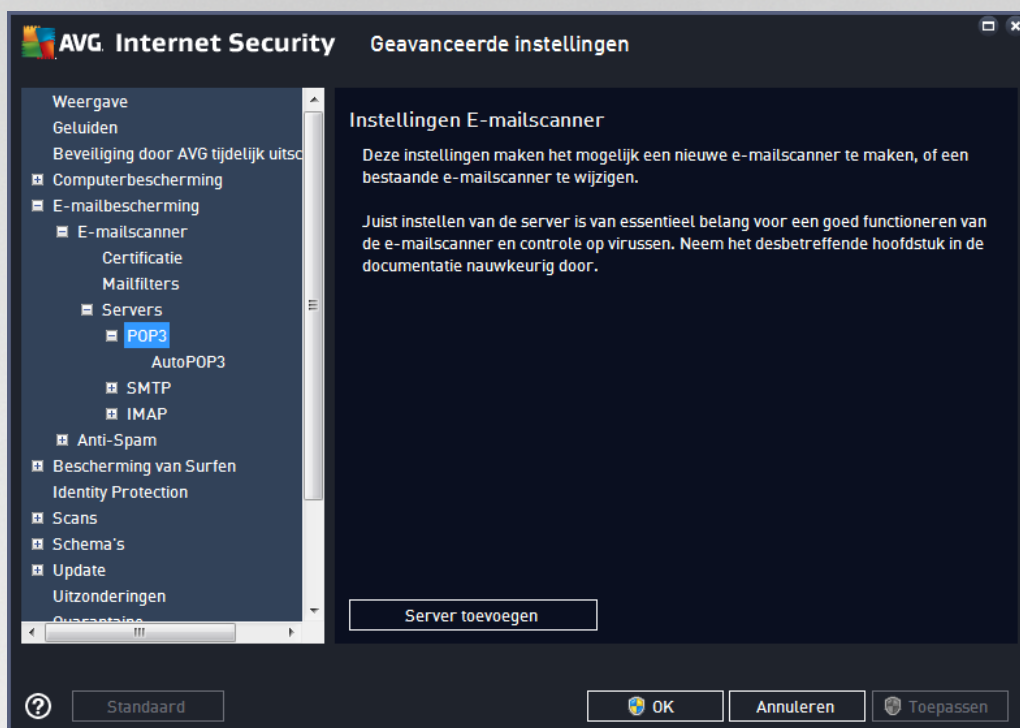 AVG. Internet Security Geavanceerde instellingen
Weergave
Geluiden
Beveiliging door AVG tijdelijk uitsc
Computerbescherming
E-mailbescherming
E-mailscanner
Certificatie
Mailfilters
Servers
POP3
AutoPOP3
SMTP
IMAP
Anti-Spam
Bescherming van Surfen
Identity Protection
Scans
Schema's
Update
Uitzonderingen
Quarantaine
Instellingen E-mailscanner
Deze instellingen maken het mogelijk een nieuwe e-mailscanner te maken, of een
bestaande e-mailscanner te wijzigen.
Juist instellen van de server is van essentieel belang voor een goed functioneren van
de e-mailscanner en controle op virussen. Neem het desbetreffende hoofdstuk in de
documentatie nauwkeurig door.
Server toevoegen
Standaard
OK
Annuleren
Toepassen